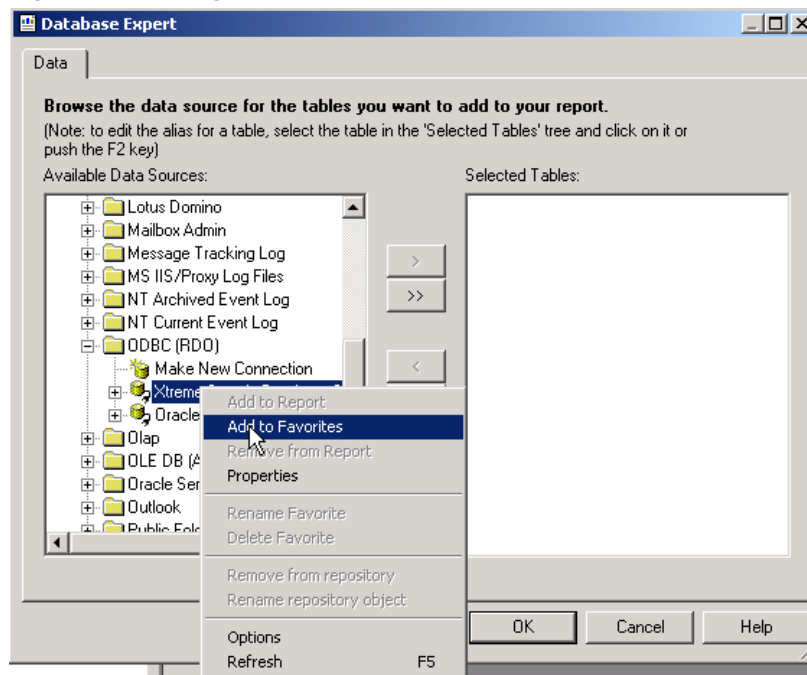 Database Expert
Data
Browse the data source for the tables you want to add to your report.
(Note: to edit the alias for a table, select the table in the 'Selected Tables' tree and click on it or
push the F2 key)
Available Data Sources:
Selected Tables:
Lotus Domino
Mailbox Admin
Message Tracking Log
MS IIS/Proxy Log Files
NT Archived Event Log
NT Current Event Log
ODBC (RDO)
Make New Connection
Xtreme
Oracle
Olap
OLE DB (A
Oracle Ser
Outlook
Public Fold
>
>>
<
Add to Report
Add to Favorites
Remove from Report
Properties
Rename Favorite
Delete Favorite
Remove from repository
Rename repository object
Options
Refresh F5
OK
Cancel
Help